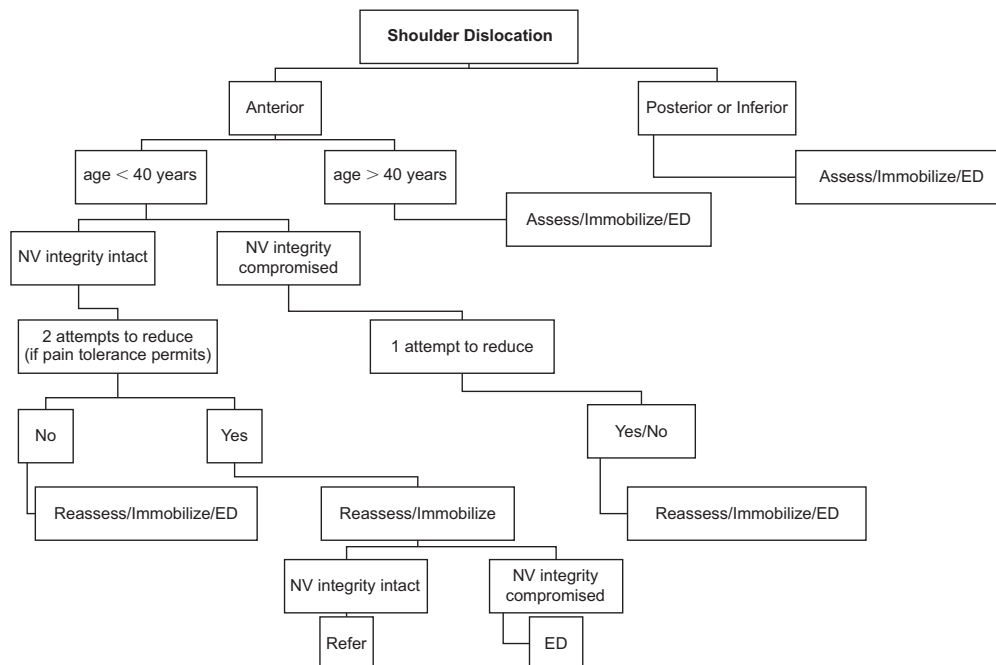 Shoulder Dislocation
Anterior
Posterior or Inferior
age < 40 years
age > 40 years
Assess/Immobilize/ED
Assess/Immobilize/ED
NV integrity intact
NV integrity
compromised
2 attempts to reduce
(if pain tolerance permits)
1 attempt to reduce
No
Yes
Yes/No
Reassess/Immobilize/ED
Reassess/Immobilize
Reassess/Immobilize/ED
NV integrity intact
NV integrity
compromised
Refer
ED